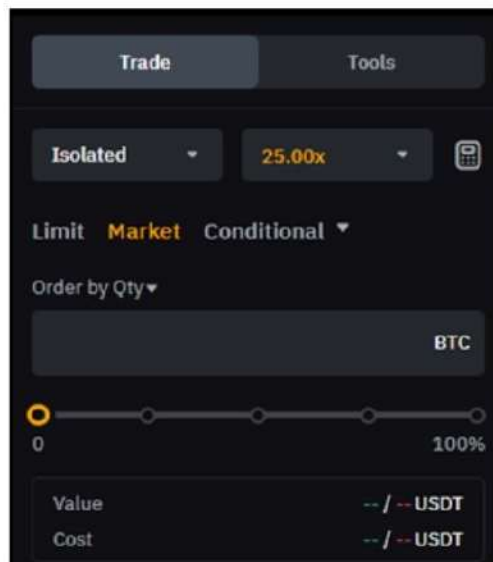 Trade Tools
Isolated 25.00x
Limit Market Conditional
Order by Qty
BTC
0 100%
Value --/--USDT
Cost --/--USDT